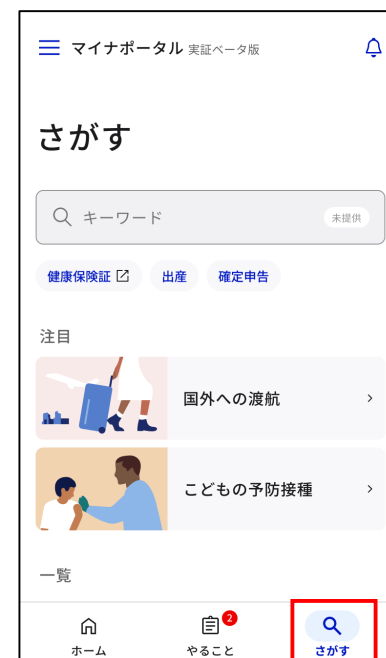 マイナポータル 実証ベータ版
さがす
キーワード 未提供
健康保険証 出産 確定申告
注目
国外への渡航
こどもの予防接種
一覧
2
ホーム やること さがす